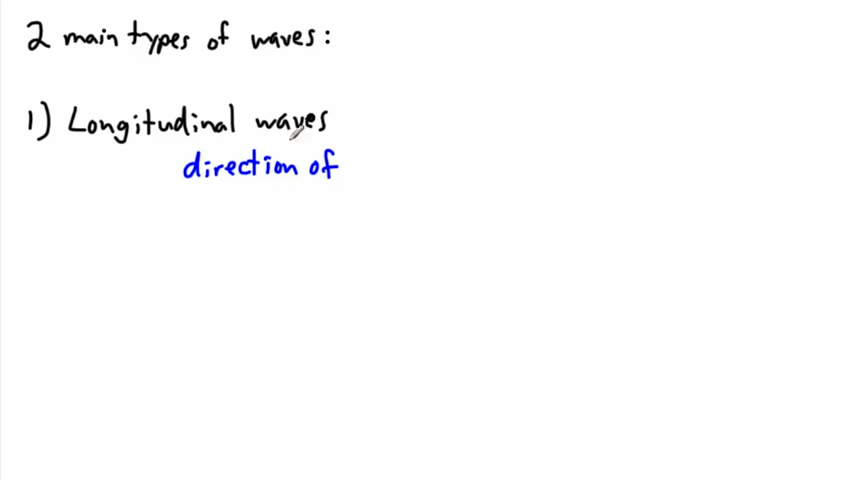 2 main types of waves:
1) Longitudinal waves
direction of